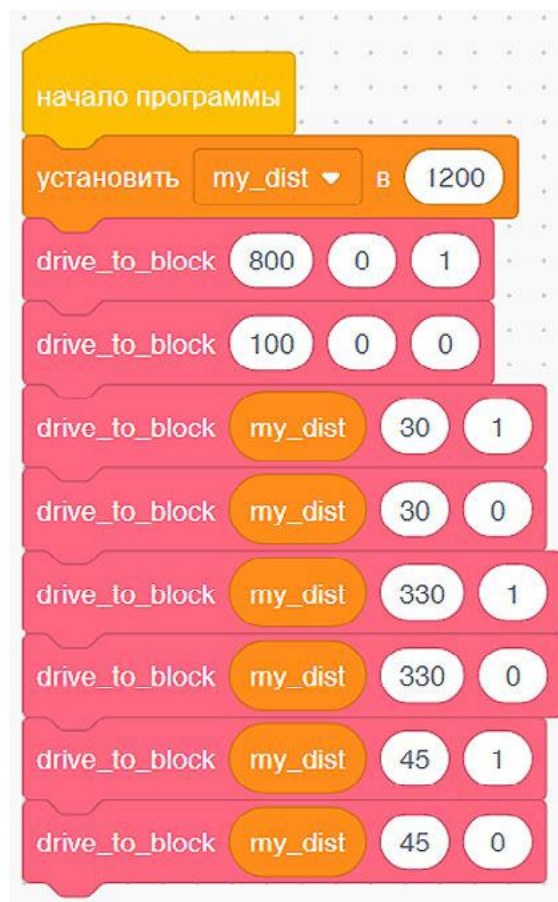 начало программы
установить my_dist в 1200
drive_to_block 800 0 1
drive_to_block 100 0 0
drive_to_block my_dist 30 1
drive_to_block my_dist 30 0
drive_to_block my_dist 330 1
drive_to_block my_dist 330 0
drive_to_block my_dist 45 1
drive_to_block my_dist 45 0